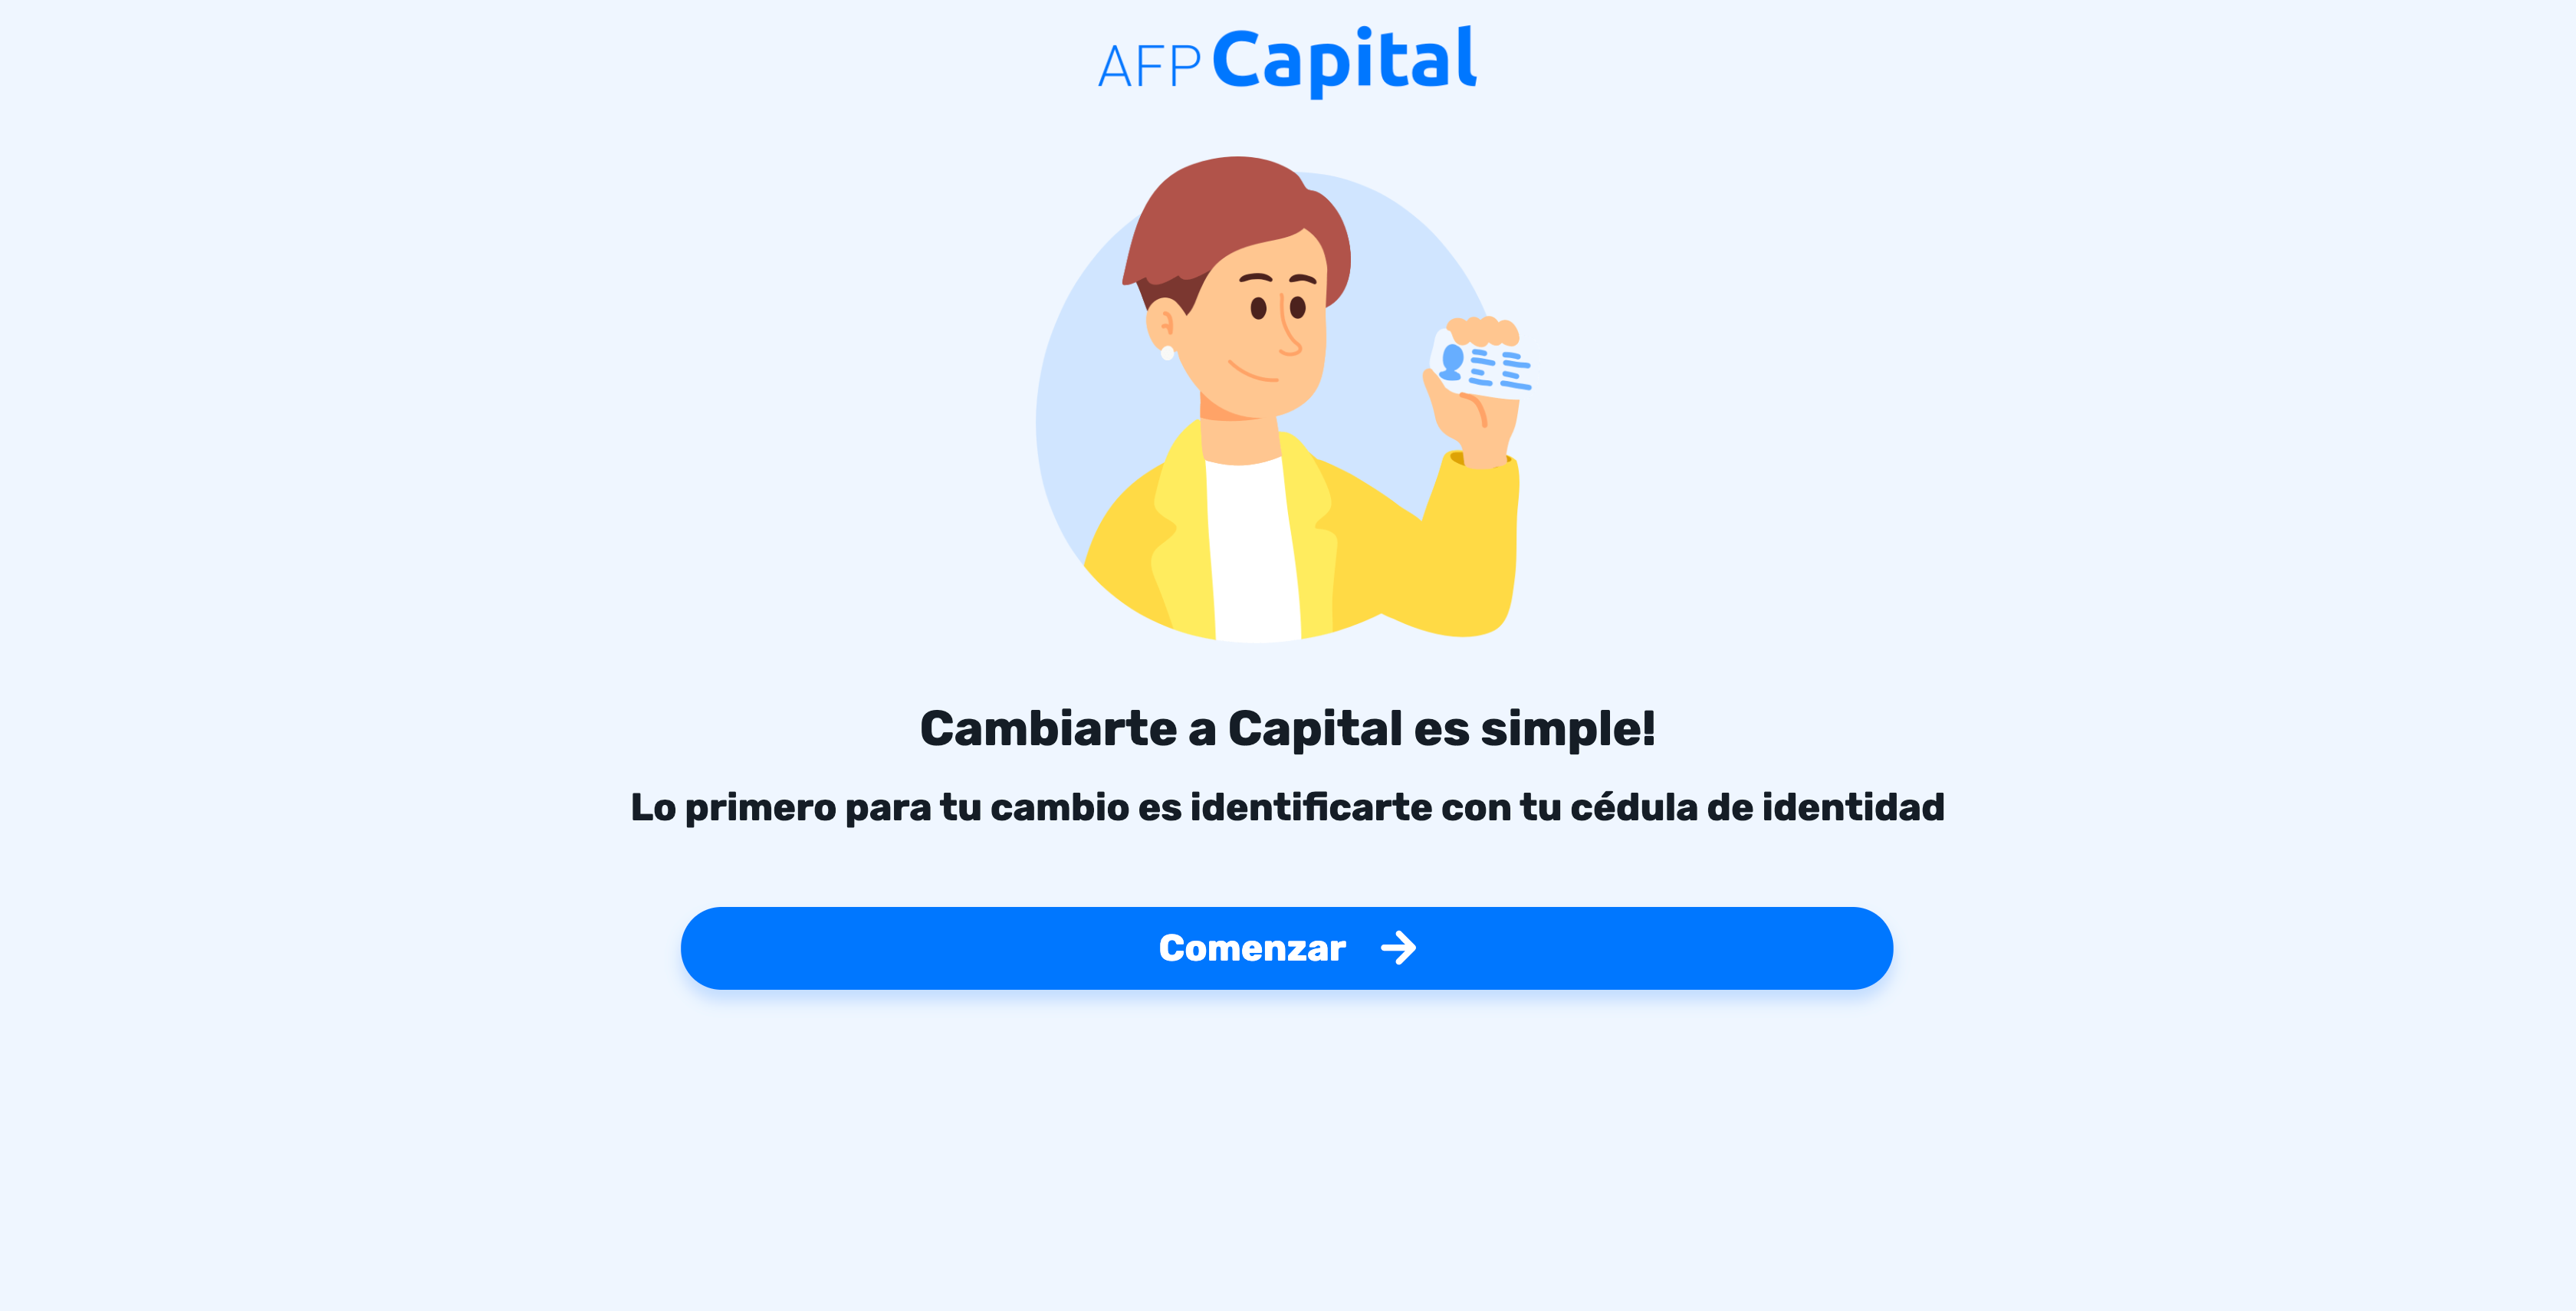 AFP Capital
Cambiarte a Capital es simple!
Lo primero para tu cambio es identificarte con tu cédula de identidad
Comenzar